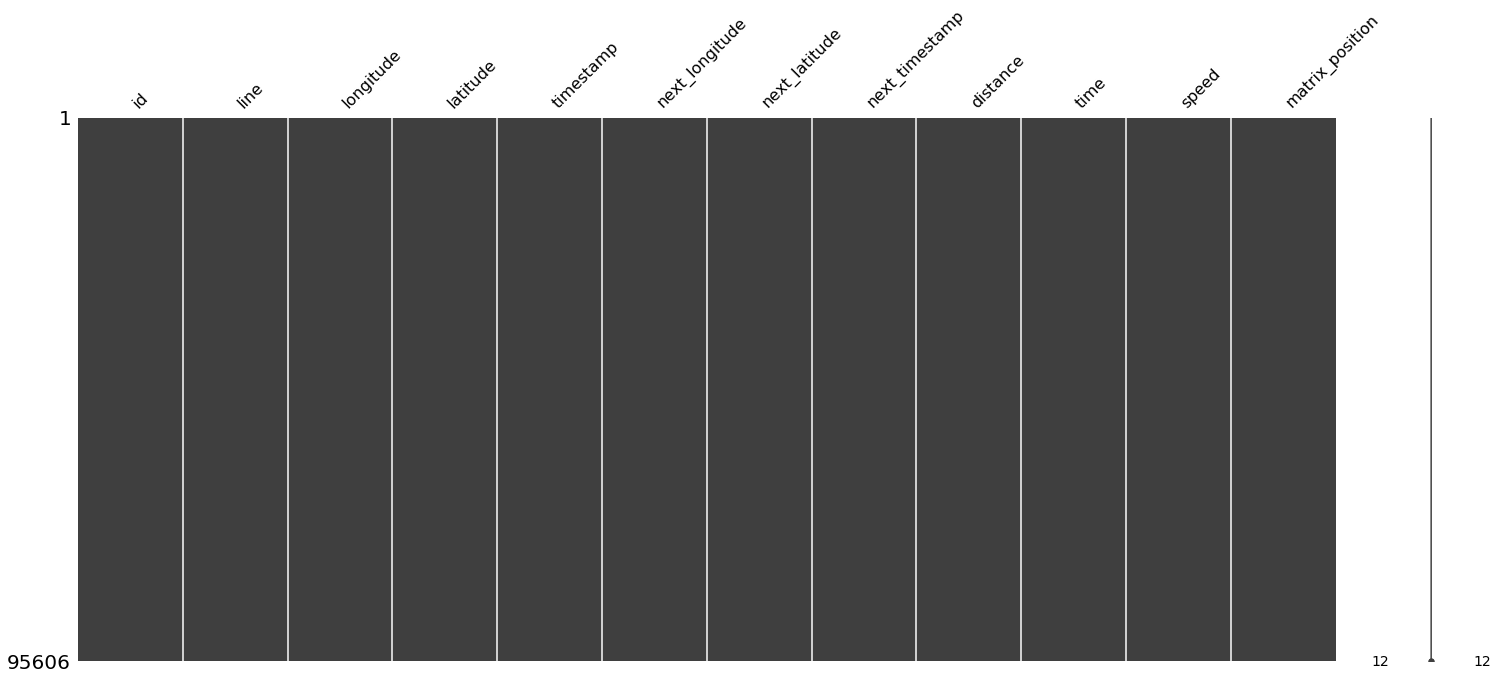 id
line
longitude
latitude
timestamp
next_longitude
next_latitude
next_timestamp
distance
time
speed
matrix_position
1
95606
12
12